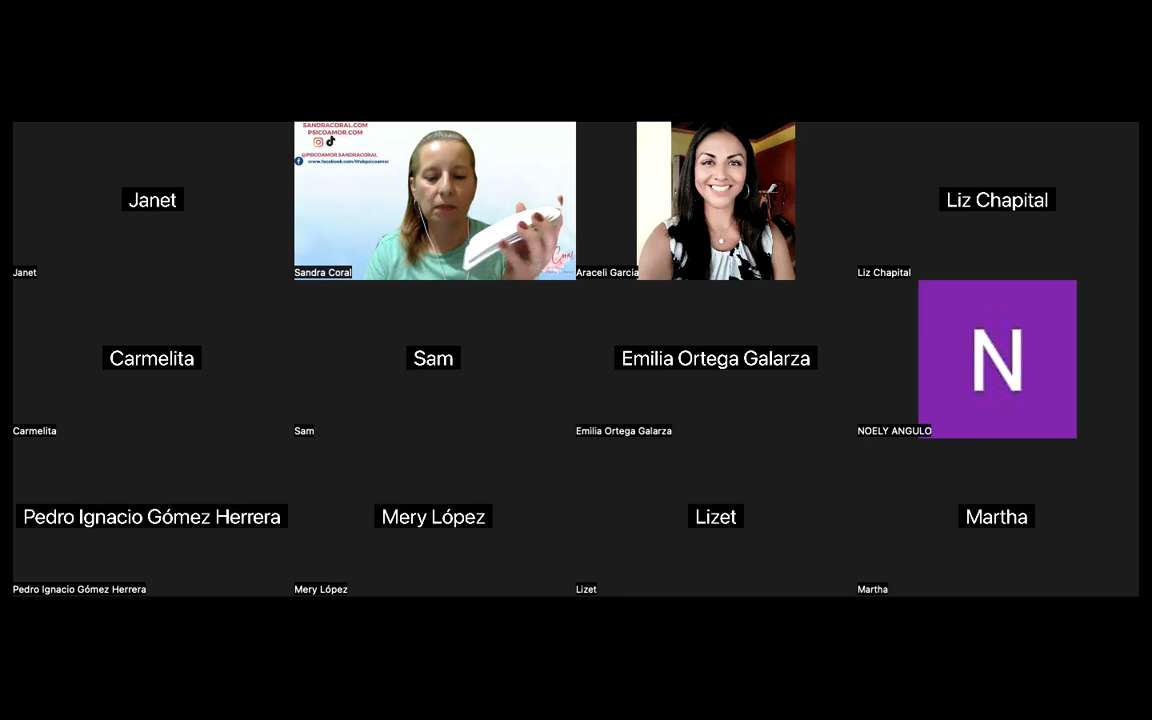 Janet
Janet
SANDRACORAL.COM
PSICOAMOR.COM
@PSICOAMOR.SANDRACORAL
www.facebook.com/Webpsicoamor
Coral
Sandra Coral
Araceli Garcia
Liz Chapital
Liz Chapital
Carmelita
Carmelita
Sam
Sam
Emilia Ortega Galarza
Emilia Ortega Galarza
N
NOELY ANGULO
Pedro Ignacio Gómez Herrera
Pedro Ignacio Gómez Herrera
Mery López
Mery López
Lizet
Lizet
Martha
Martha